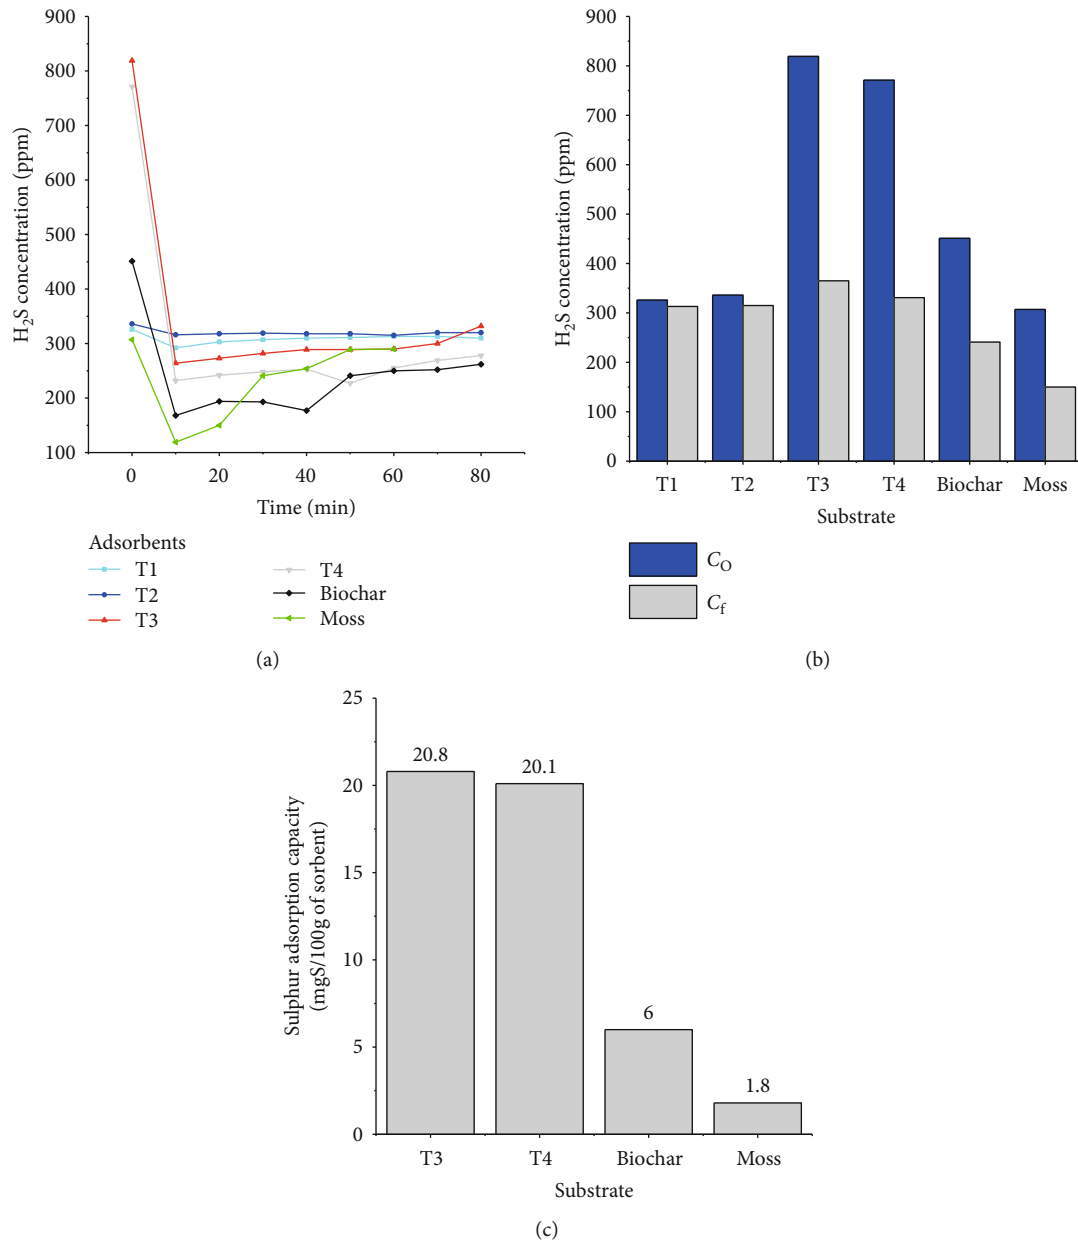 900
800
700
600
500
400
300
200
100
H₂S concentration (ppm)
0
20
40
60
80
Time (min)
Adsorbents
T1
T2
T3
T4
Biochar
Moss
(a)
900
800
700
600
500
400
300
200
100
0
H₂S concentration (ppm)
T1
T2
T3
T4
Biochar
Moss
Substrate
C_O
C_f
(b)
25
20
15
10
5
0
Sulphur adsorption capacity
(mgS/100g of sorbent)
20.8
20.1
6
1.8
T3
T4
Biochar
Moss
Substrate
(c)